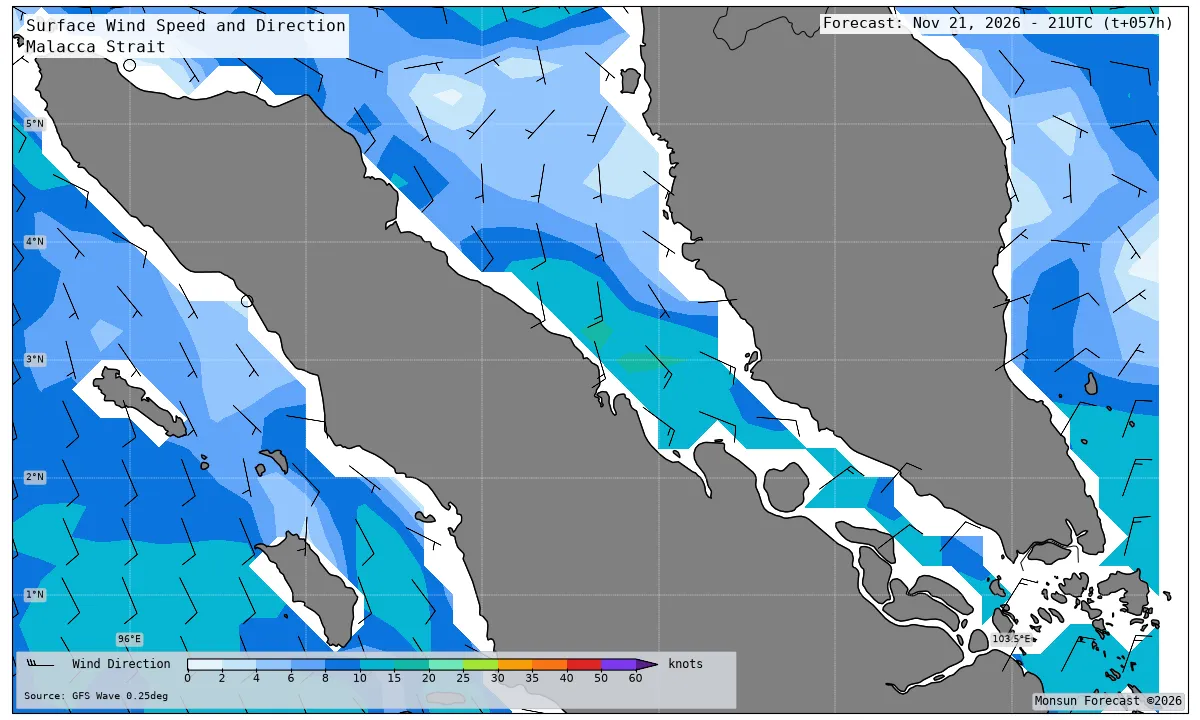 Surface Wind Speed and Direction
Malacca Strait
Forecast: Nov 21, 2026 - 21UTC (t+057h)
5°N
4°N
3°N
2°N
1°N
96°E
103.5°E
Wind Direction
knots
0 2 4 6 8 10 15 20 25 30 35 40 50 60
Source: GFS Wave 0.25deg
Monsun Forecast ©2026